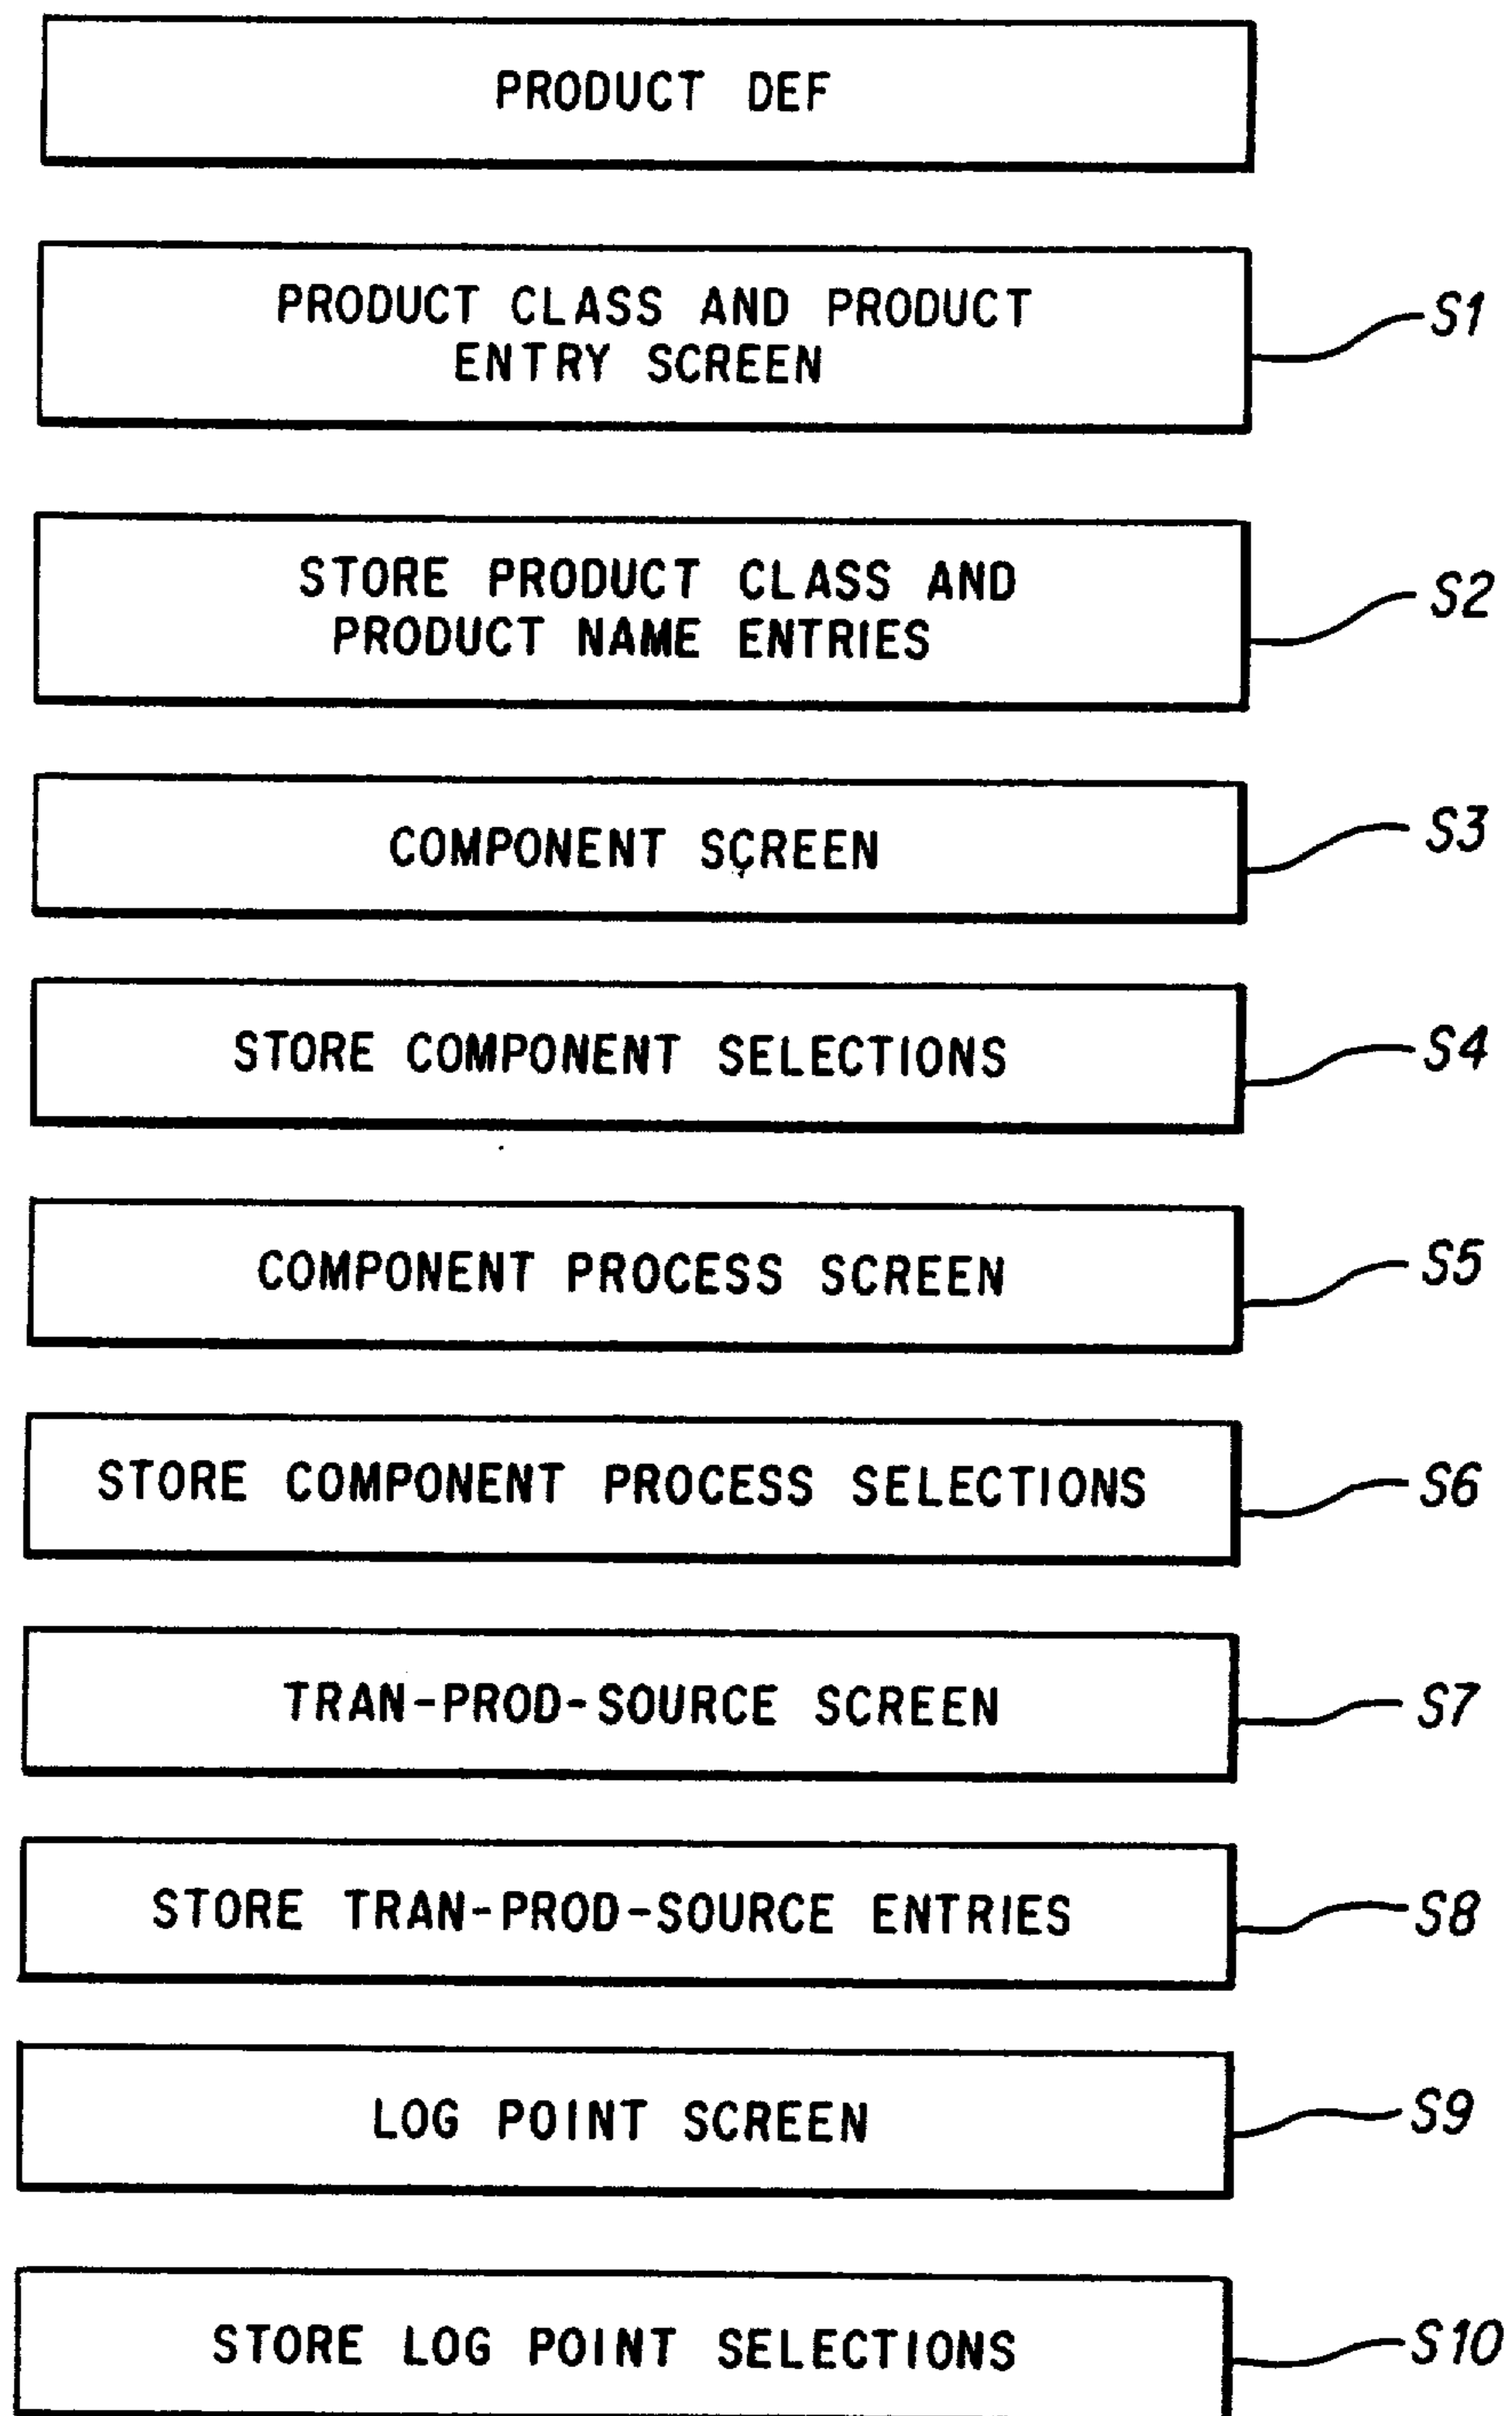 PRODUCT DEF
PRODUCT CLASS AND PRODUCT
ENTRY SCREEN
S1
STORE PRODUCT CLASS AND
PRODUCT NAME ENTRIES
S2
COMPONENT SCREEN
S3
STORE COMPONENT SELECTIONS
S4
COMPONENT PROCESS SCREEN
S5
STORE COMPONENT PROCESS SELECTIONS
S6
TRAN-PROD-SOURCE SCREEN
S7
STORE TRAN-PROD-SOURCE ENTRIES
S8
LOG POINT SCREEN
S9
STORE LOG POINT SELECTIONS
S10